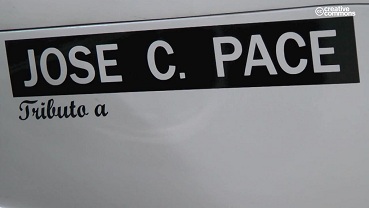 creative
commons
JOSE C. PACE
Tributo a